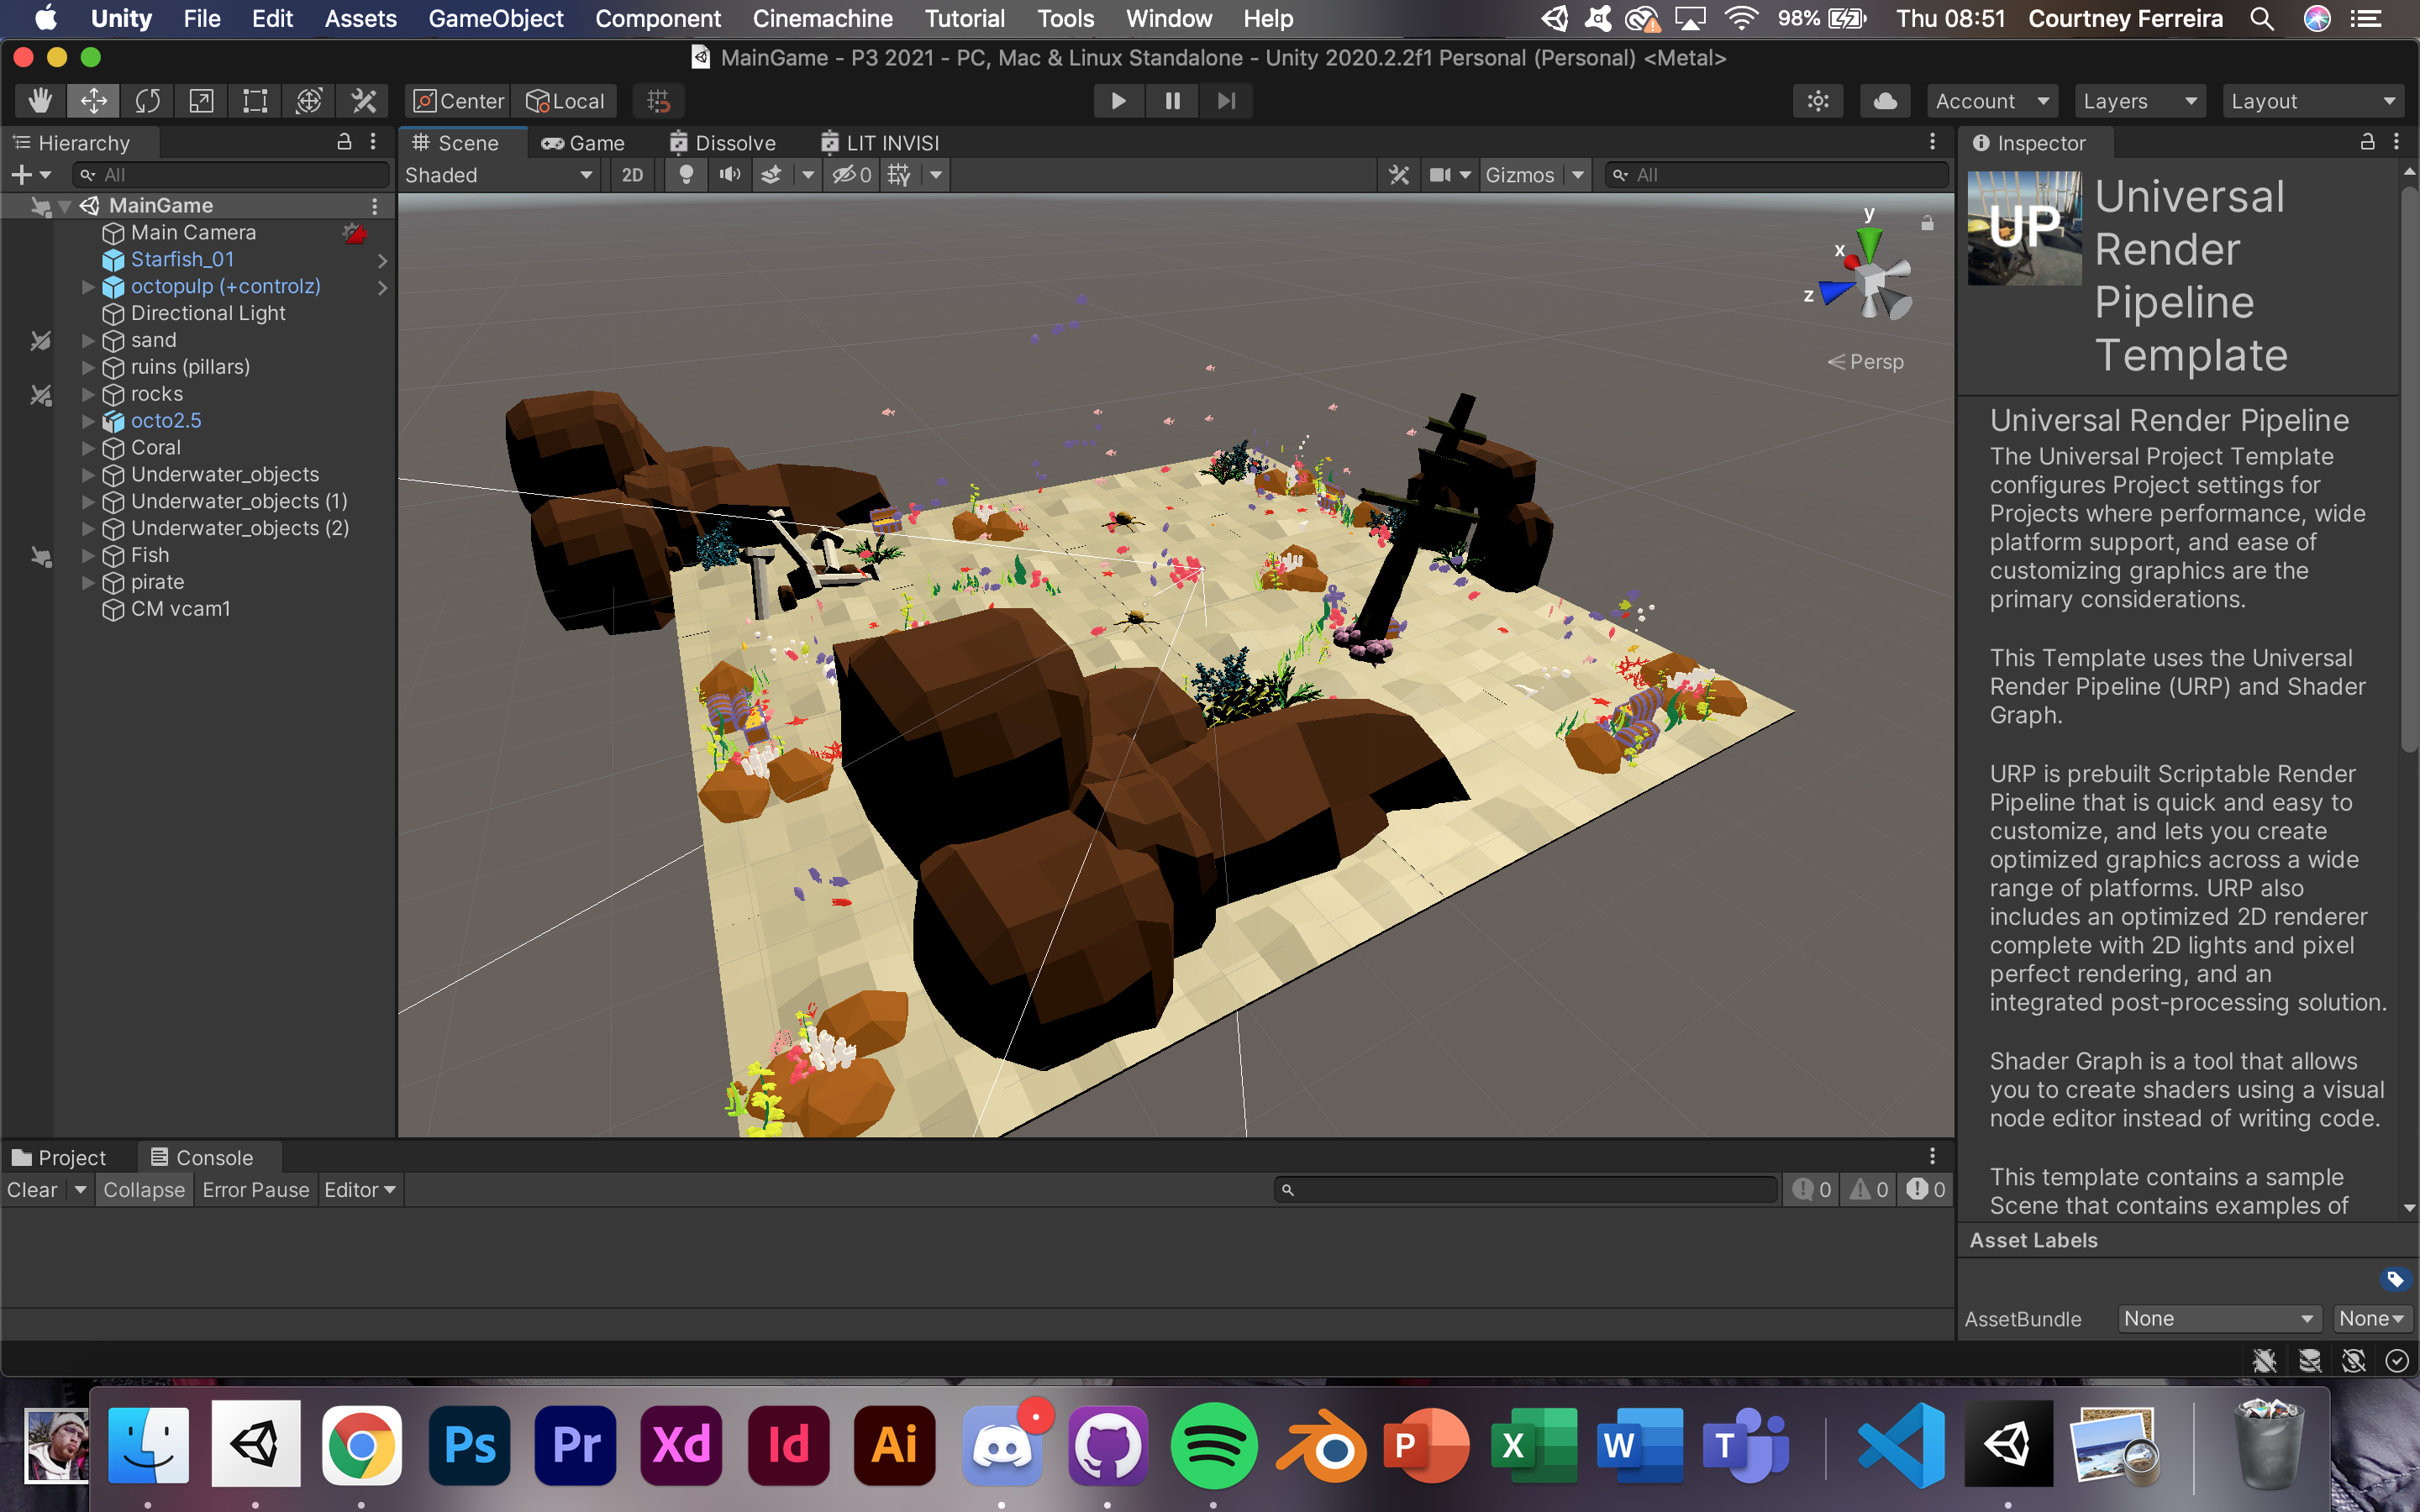 Unity File Edit Assets GameObject Component Cinemachine Tutorial Tools Window Help 98% Thu 08:51 Courtney Ferreira
MainGame - P3 2021 - PC, Mac & Linux Standalone - Unity 2020.2.2f1 Personal (Personal) <Metal>
Center Local Account Layers Layout
Hierarchy Scene Game Dissolve LIT INVISI Inspector
All Shaded 2D 0 Gizmos All
MainGame
Main Camera
Starfish_01
octopulp (+controlz)
Directional Light
sand
ruins (pillars)
rocks
octo2.5
Coral
Underwater_objects
Underwater_objects (1)
Underwater_objects (2)
Fish
pirate
CM vcam1
y
x
z
Persp
UP
Universal
Render
Pipeline
Template
Universal Render Pipeline
The Universal Project Template
configures Project settings for
Projects where performance, wide
platform support, and ease of
customizing graphics are the
primary considerations.
This Template uses the Universal
Render Pipeline (URP) and Shader
Graph.
URP is prebuilt Scriptable Render
Pipeline that is quick and easy to
customize, and lets you create
optimized graphics across a wide
range of platforms. URP also
includes an optimized 2D renderer
complete with 2D lights and pixel
perfect rendering, and an
integrated post-processing solution.
Shader Graph is a tool that allows
you to create shaders using a visual
node editor instead of writing code.
This template contains a sample
Scene that contains examples of
Asset Labels
AssetBundle None None
Project Console
Clear Collapse Error Pause Editor 0 0 0
Ps Pr Xd Id Ai P X W T